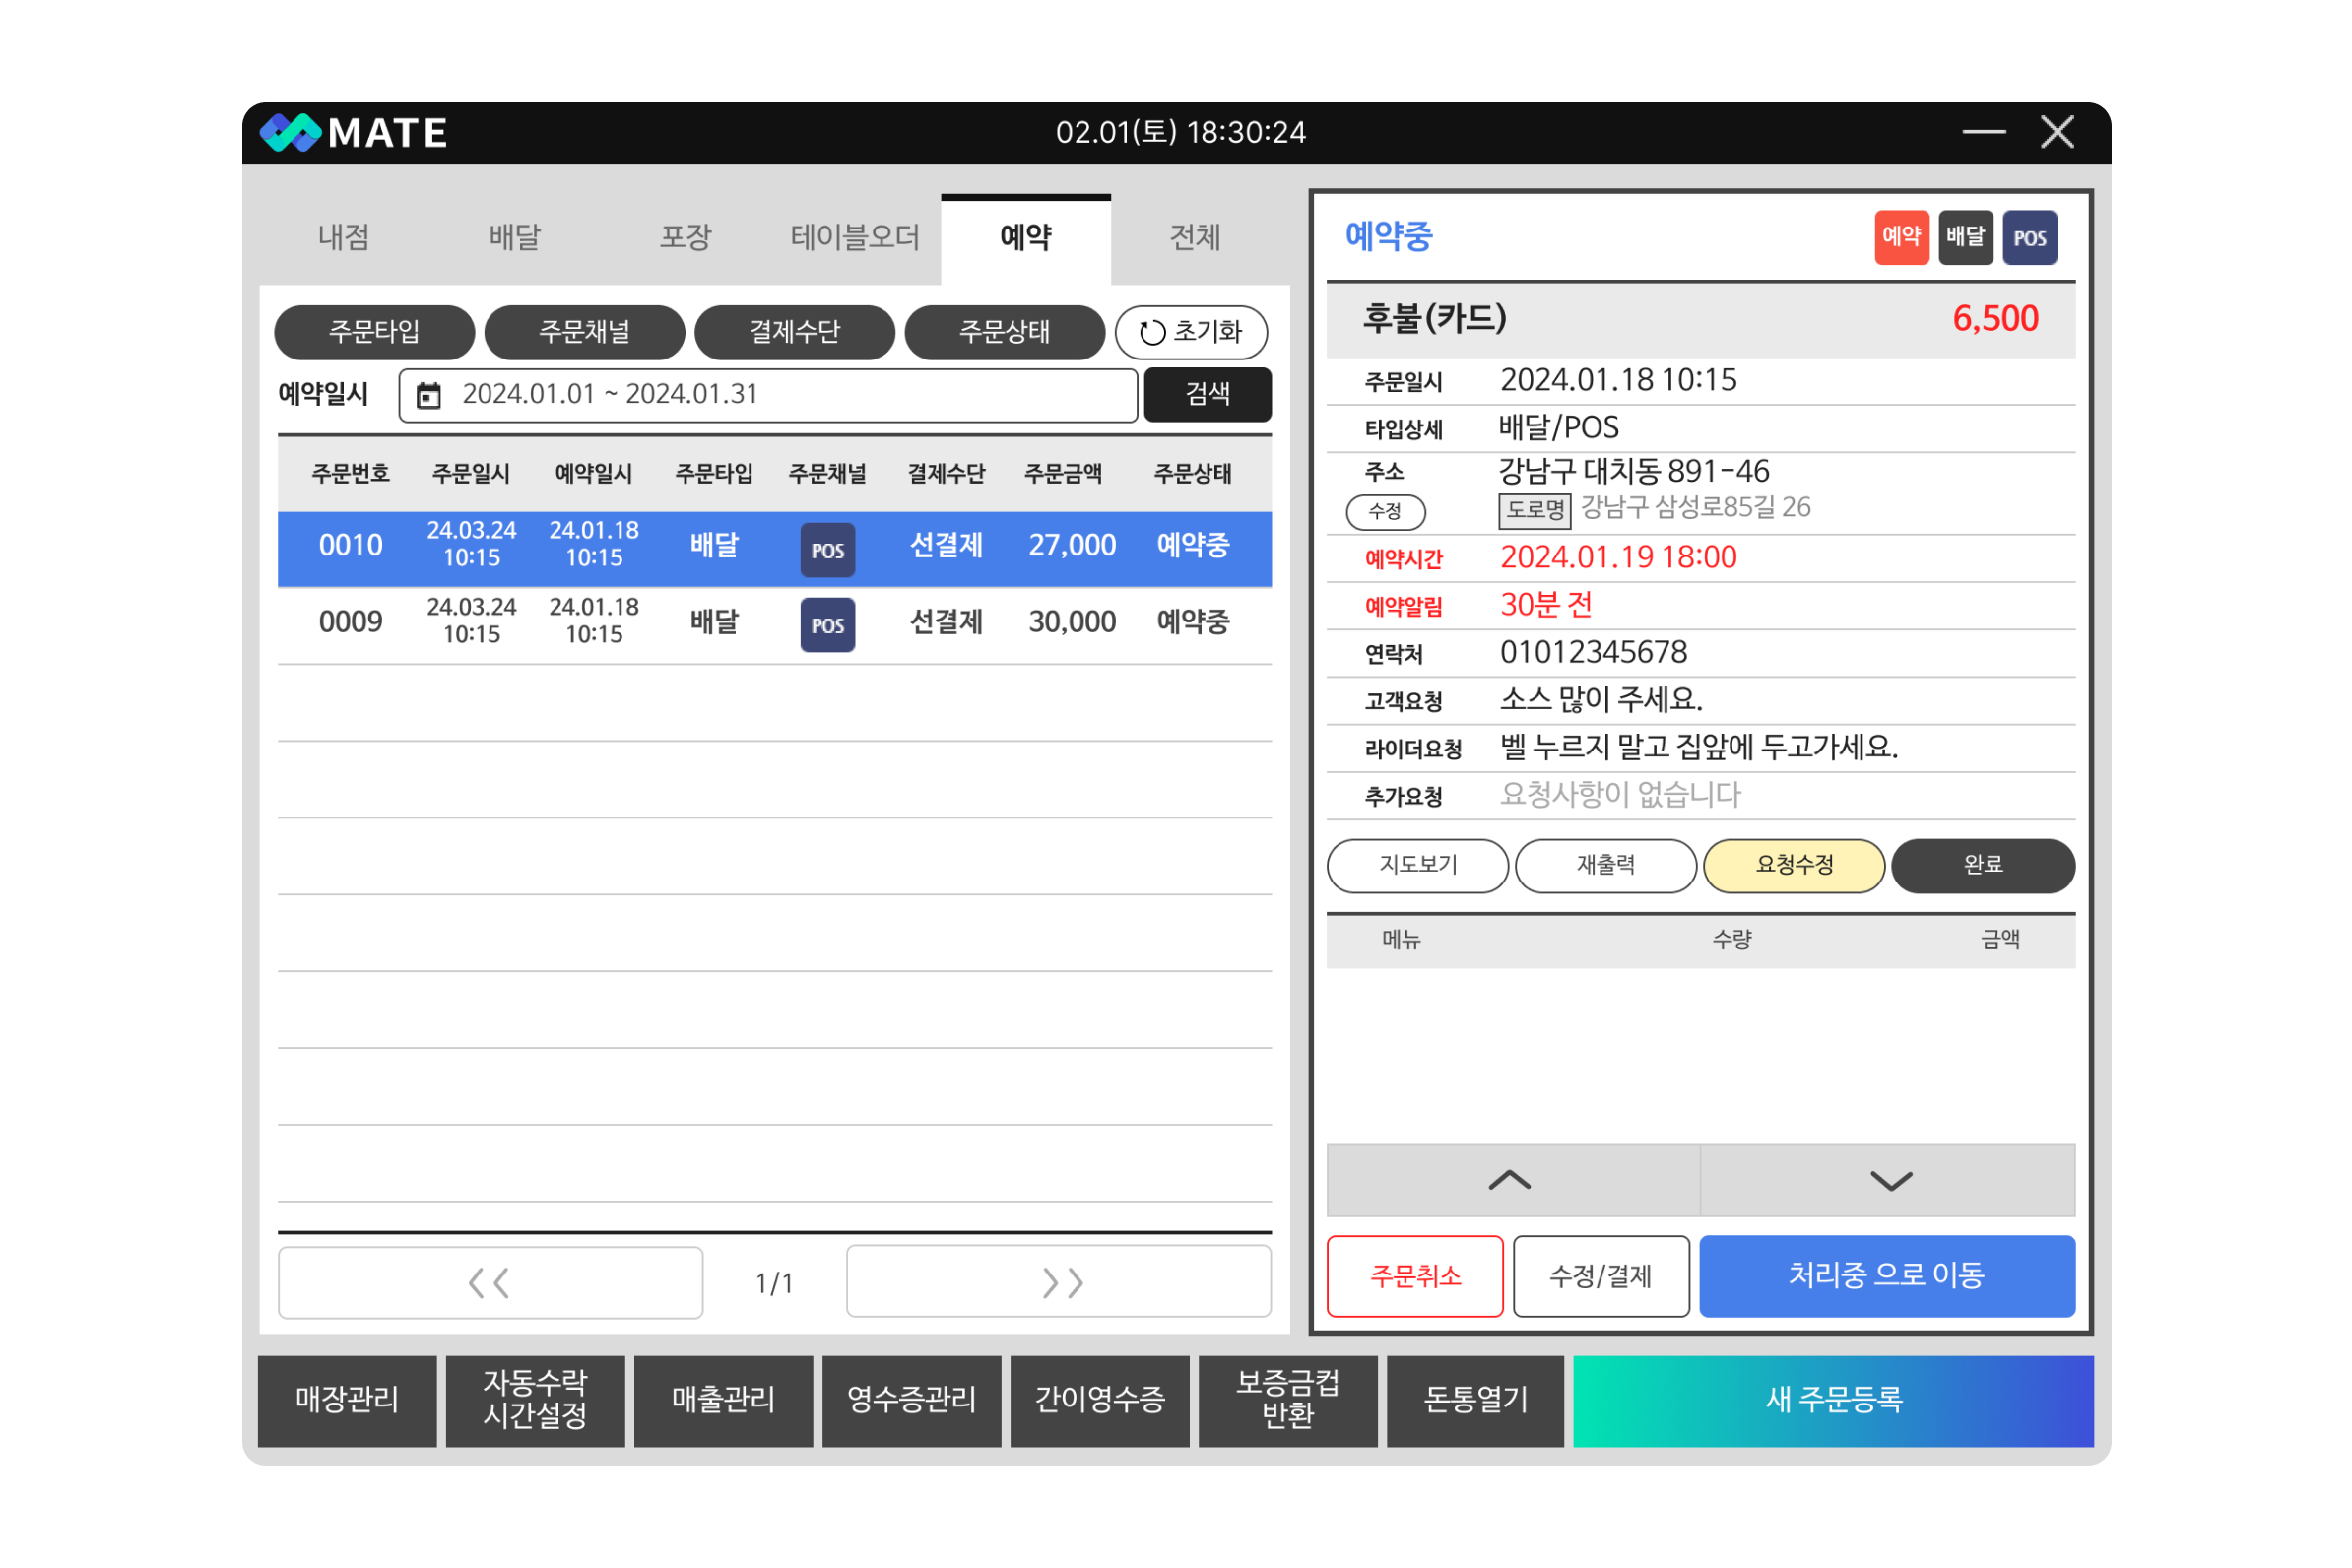 MATE
02.01(토) 18:30:24
내점 배달 포장 테이블오더 예약 전체
주문타입 주문채널 결제수단 주문상태 초기화
예약일시 2024.01.01 ~ 2024.01.31 검색
주문번호 주문일시 예약일시 주문타입 주문채널 결제수단 주문금액 주문상태
0010 24.03.24 10:15 24.01.18 10:15 배달 POS 선결제 27,000 예약중
0009 24.03.24 10:15 24.01.18 10:15 배달 POS 선결제 30,000 예약중
1/1
예약중 예약 배달 POS
후불(카드) 6,500
주문일시 2024.01.18 10:15
타입상세 배달/POS
주소 강남구 대치동 891-46
수정 도로명 강남구 삼성로85길 26
예약시간 2024.01.19 18:00
예약알림 30분 전
연락처 01012345678
고객요청 소스 많이 주세요.
라이더요청 벨 누르지 말고 집앞에 두고가세요.
추가요청 요청사항이 없습니다
지도보기 재출력 요청수정 완료
메뉴 수량 금액
주문취소 수정/결제 처리중 으로 이동
매장관리 자동수락 시간설정 매출관리 영수증관리 간이영수증 보증금컵 반환 돈통열기 새 주문등록